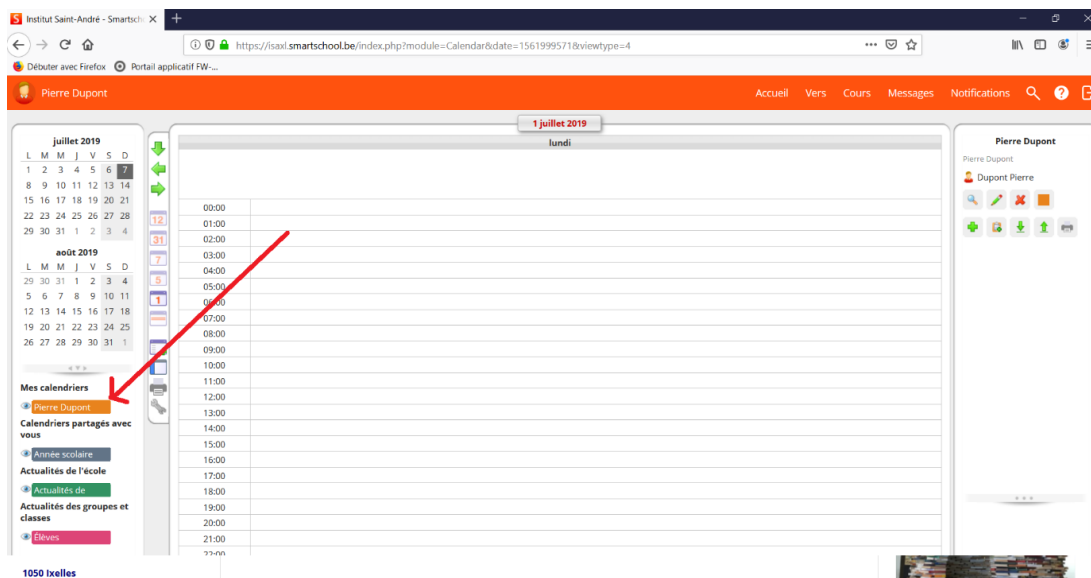 Institut Saint-André - Smartsch
https://isaxl.smartschool.be/index.php?module=Calendar&date=1561999571&viewtype=4
Débuter avec Firefox Portail applicatif FW-...
Pierre Dupont
Accueil Vers Cours Messages Notifications
juillet 2019
L M M J V S D
1 2 3 4 5 6 7
8 9 10 11 12 13 14
15 16 17 18 19 20 21
22 23 24 25 26 27 28
29 30 31 1 2 3 4
août 2019
L M M J V S D
29 30 31 1 2 3 4
5 6 7 8 9 10 11
12 13 14 15 16 17 18
19 20 21 22 23 24 25
26 27 28 29 30 31 1
Mes calendriers
Pierre Dupont
Calendriers partagés avec
vous
Année scolaire
Actualités de l'école
Actualités de
Actualités des groupes et
classes
Élèves
12
31
7
5
1
1 juillet 2019
lundi
00:00
01:00
02:00
03:00
04:00
05:00
06:00
07:00
08:00
09:00
10:00
11:00
12:00
13:00
14:00
15:00
16:00
17:00
18:00
19:00
20:00
21:00
22:00
Pierre Dupont
Pierre Dupont
Dupont Pierre
1050 Ixelles